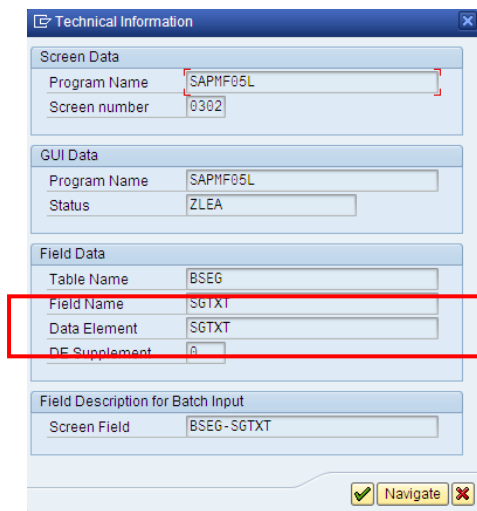 Technical Information
Screen Data
Program Name SAPMF05L
Screen number 0302
GUI Data
Program Name SAPMF05L
Status ZLEA
Field Data
Table Name BSEG
Field Name SGTXT
Data Element SGTXT
DE Supplement 0
Field Description for Batch Input
Screen Field BSEG-SGTXT
Navigate